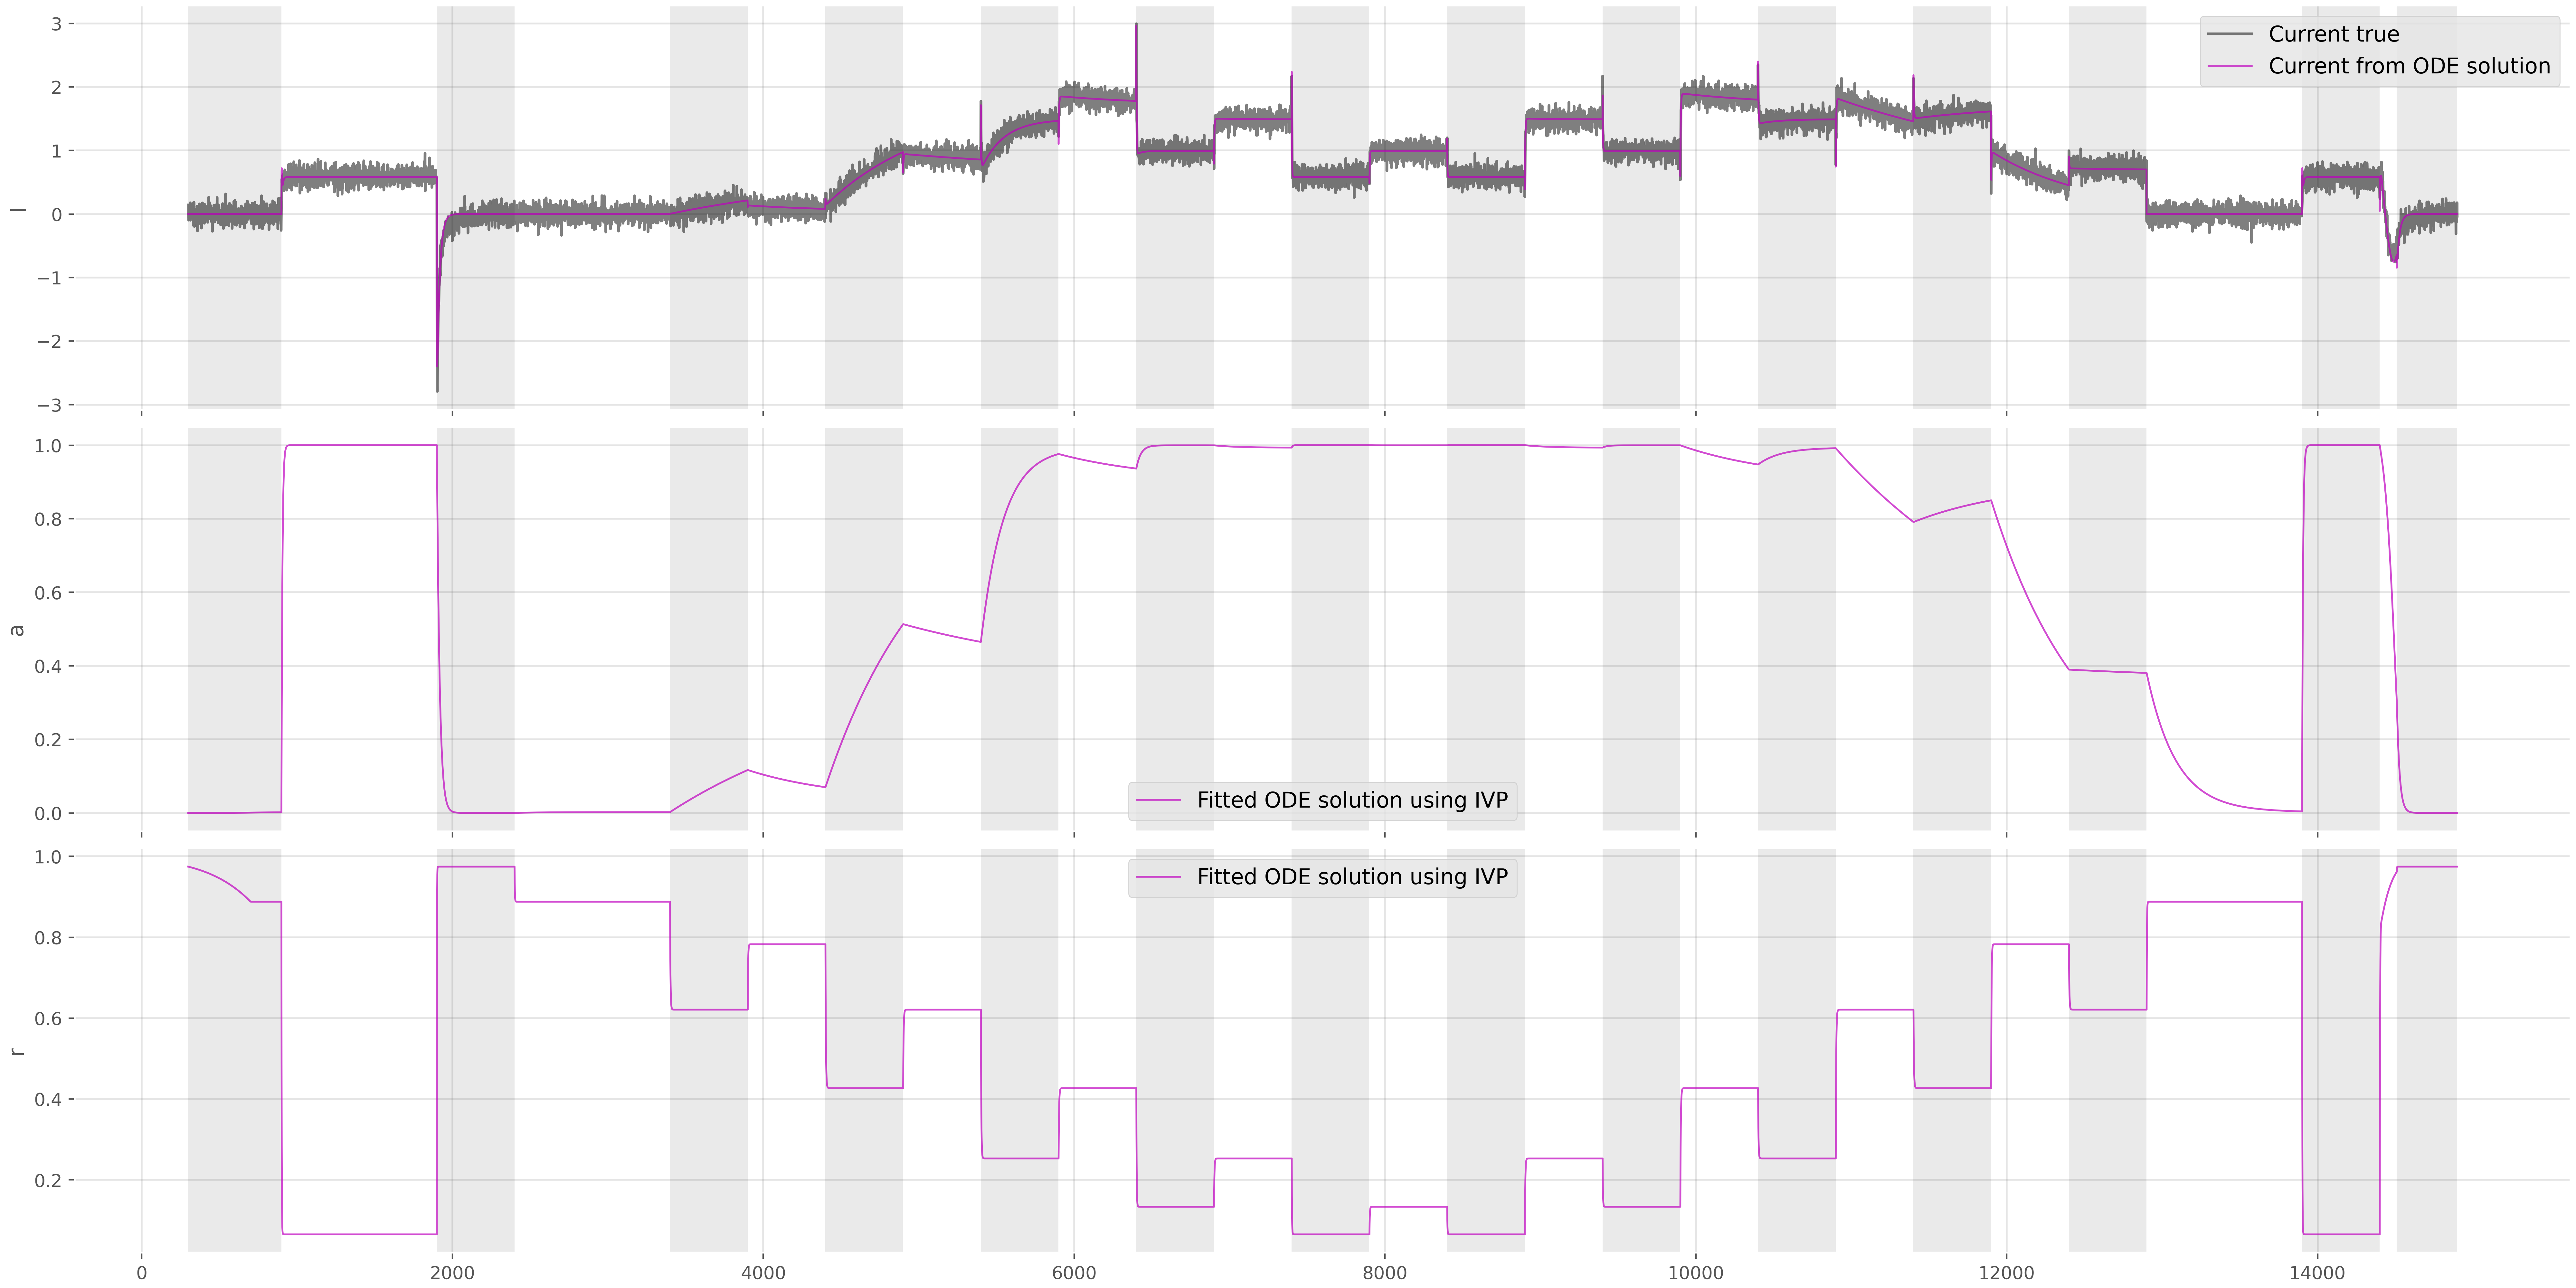 3
2
1
0
−1
−2
−3
I
Current true
Current from ODE solution
1.0
0.8
0.6
0.4
0.2
0.0
a
Fitted ODE solution using IVP
1.0
0.8
0.6
0.4
0.2
r
Fitted ODE solution using IVP
0 2000 4000 6000 8000 10000 12000 14000